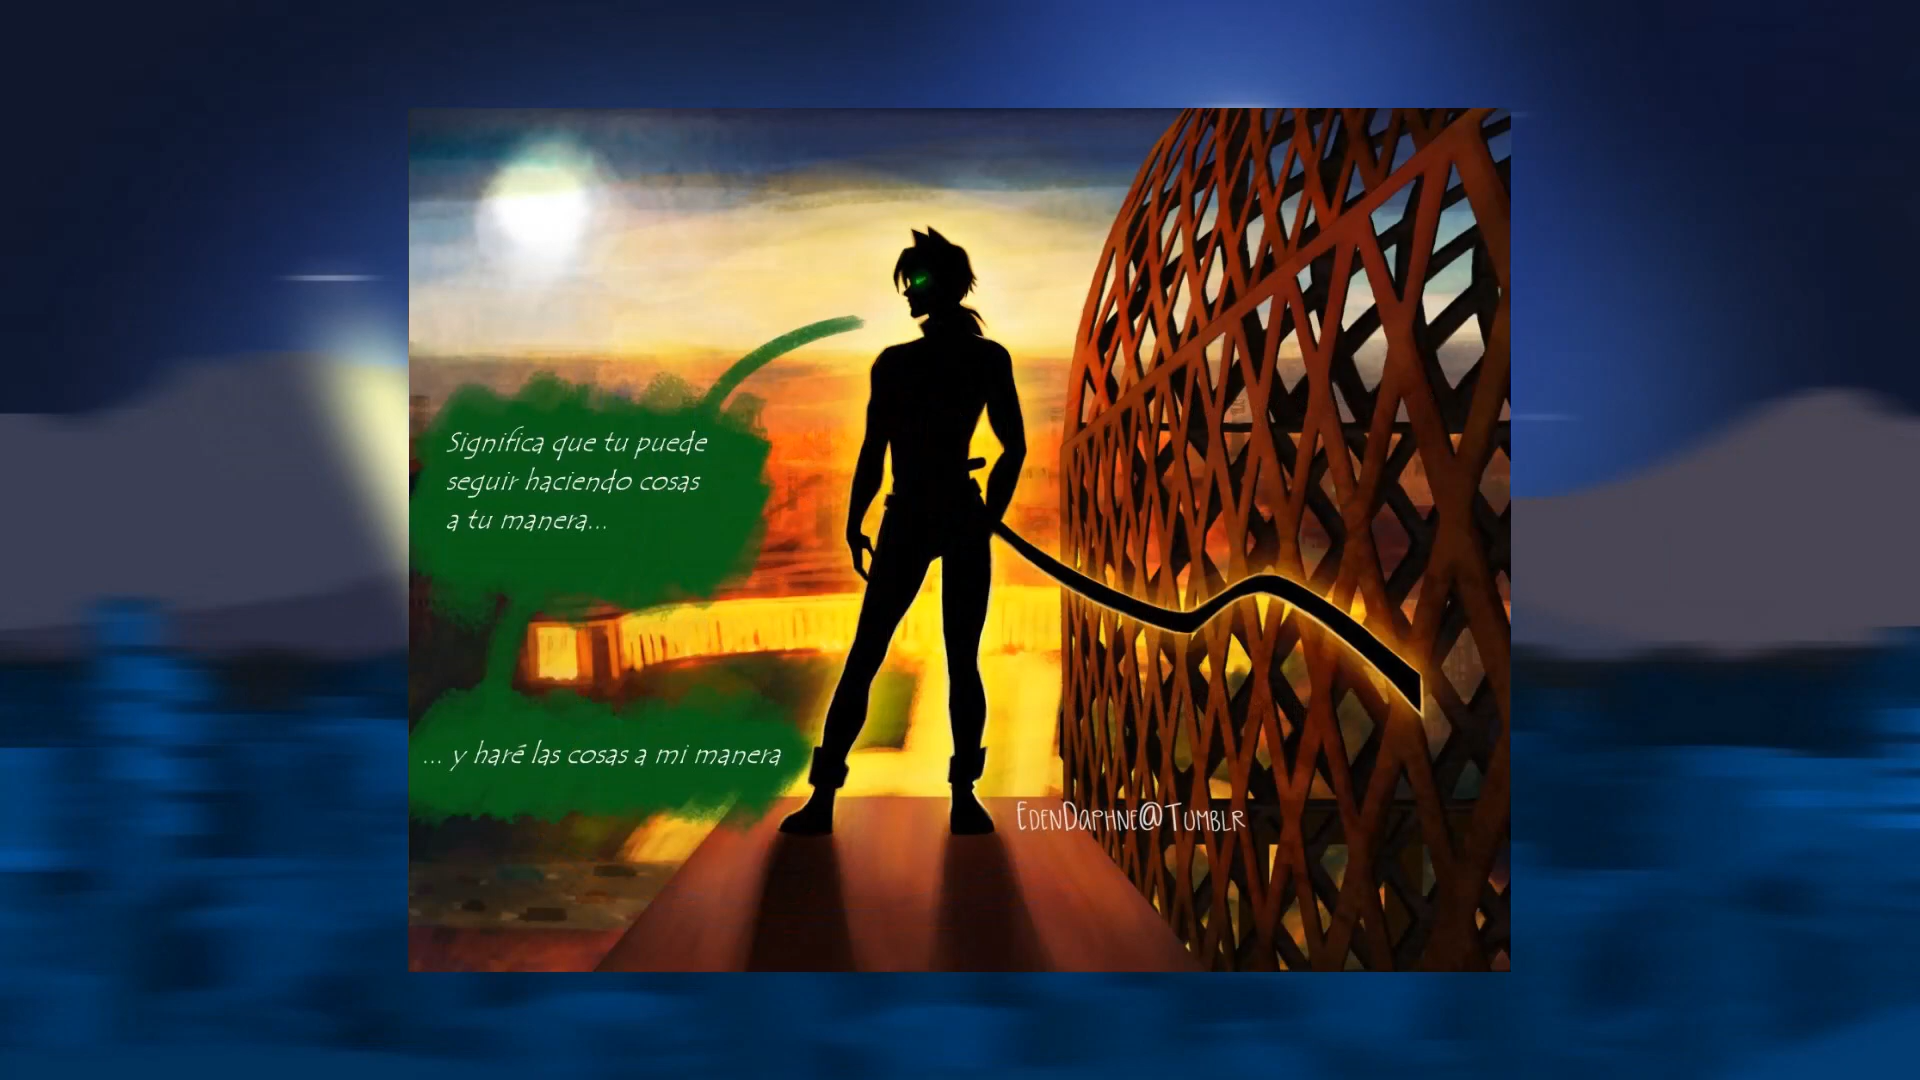 Significa que tu puede
seguir haciendo cosas
a tu manera...
... y haré las cosas a mi manera
EdenDaphne@Tumblr